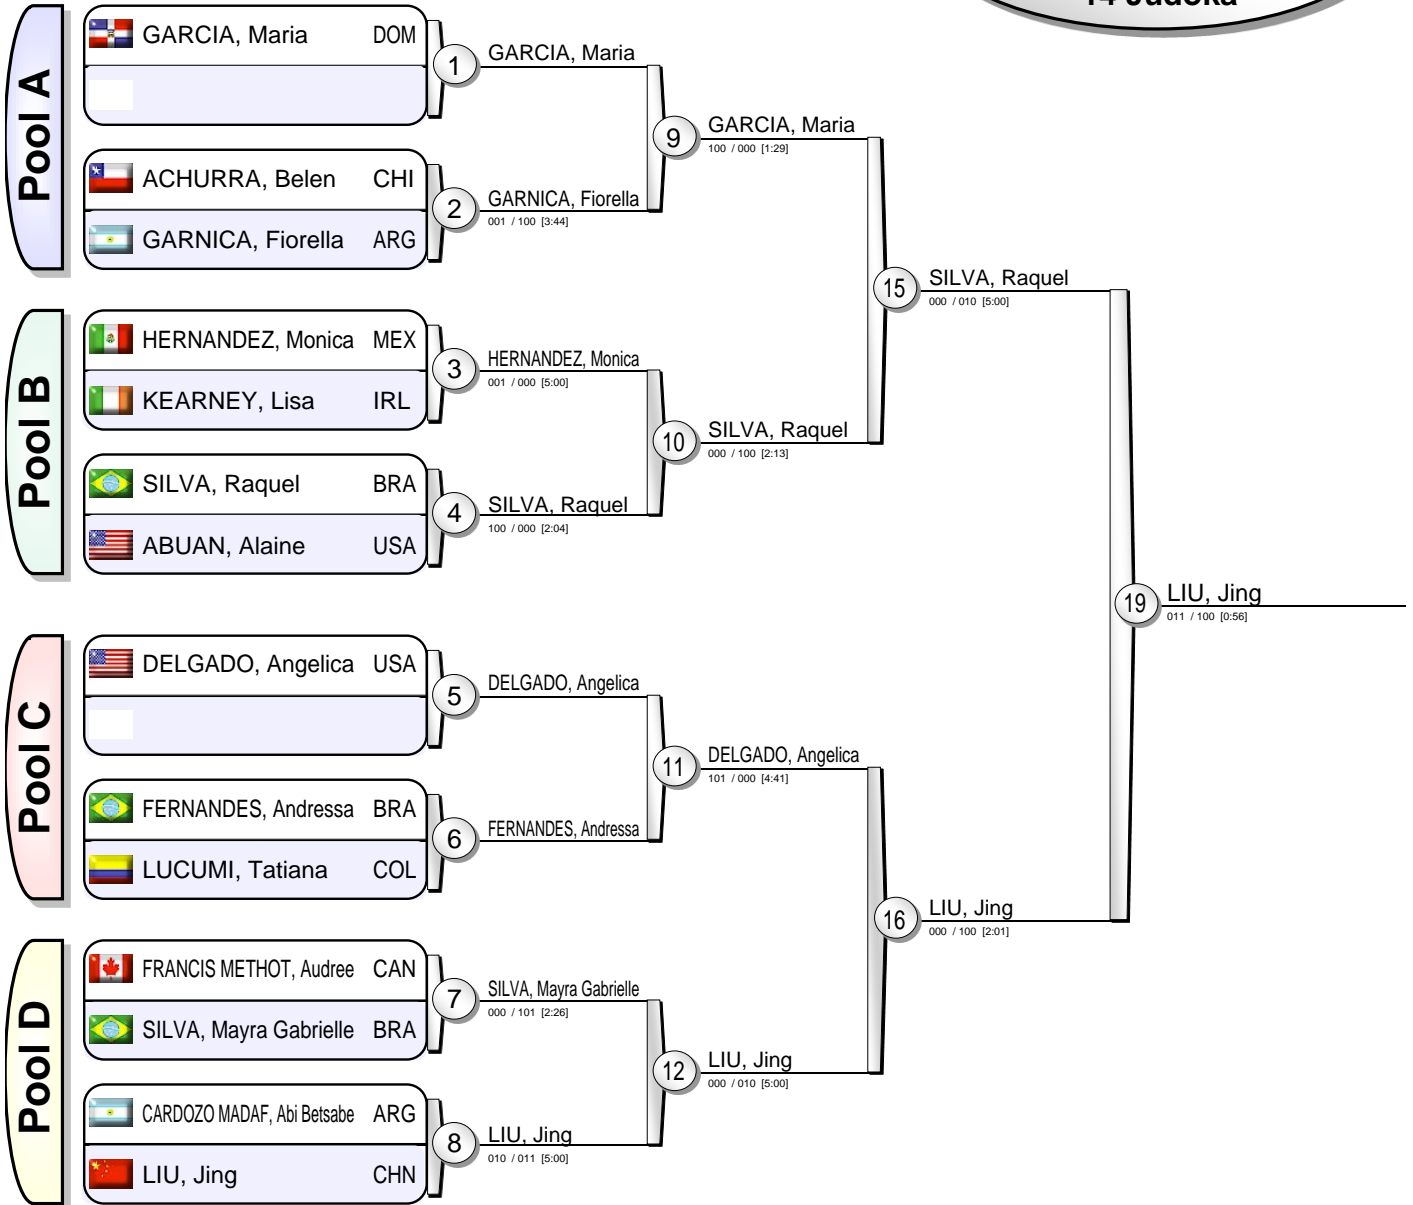 14 Judoka
Pool A
GARCIA, Maria DOM
1
GARCIA, Maria
ACHURRA, Belen CHI
GARNICA, Fiorella ARG
2
GARNICA, Fiorella
001 / 100 [3:44]
9
GARCIA, Maria
100 / 000 [1:29]
Pool B
HERNANDEZ, Monica MEX
KEARNEY, Lisa IRL
3
HERNANDEZ, Monica
001 / 000 [5:00]
SILVA, Raquel BRA
ABUAN, Alaine USA
4
SILVA, Raquel
100 / 000 [2:04]
10
SILVA, Raquel
000 / 100 [2:13]
15
SILVA, Raquel
000 / 010 [5:00]
Pool C
DELGADO, Angelica USA
5
DELGADO, Angelica
FERNANDES, Andressa BRA
LUCUMI, Tatiana COL
6
FERNANDES, Andressa
11
DELGADO, Angelica
101 / 000 [4:41]
Pool D
FRANCIS METHOT, Audree CAN
SILVA, Mayra Gabrielle BRA
7
SILVA, Mayra Gabrielle
000 / 101 [2:26]
CARDOZO MADAF, Abi Betsabe ARG
LIU, Jing CHN
8
LIU, Jing
010 / 011 [5:00]
12
LIU, Jing
000 / 010 [5:00]
16
LIU, Jing
000 / 100 [2:01]
19
LIU, Jing
011 / 100 [0:56]